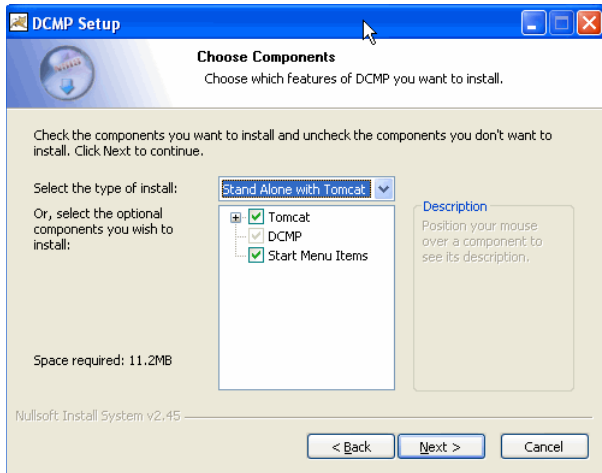 DCMP Setup
Choose Components
Choose which features of DCMP you want to install.
Check the components you want to install and uncheck the components you don't want to
install. Click Next to continue.
Select the type of install:
Stand Alone with Tomcat
Or, select the optional
components you wish to
install:
Tomcat
DCMP
Start Menu Items
Description
Position your mouse
over a component to
see its description.
Space required: 11.2MB
Nullsoft Install System v2.45
< Back
Next >
Cancel